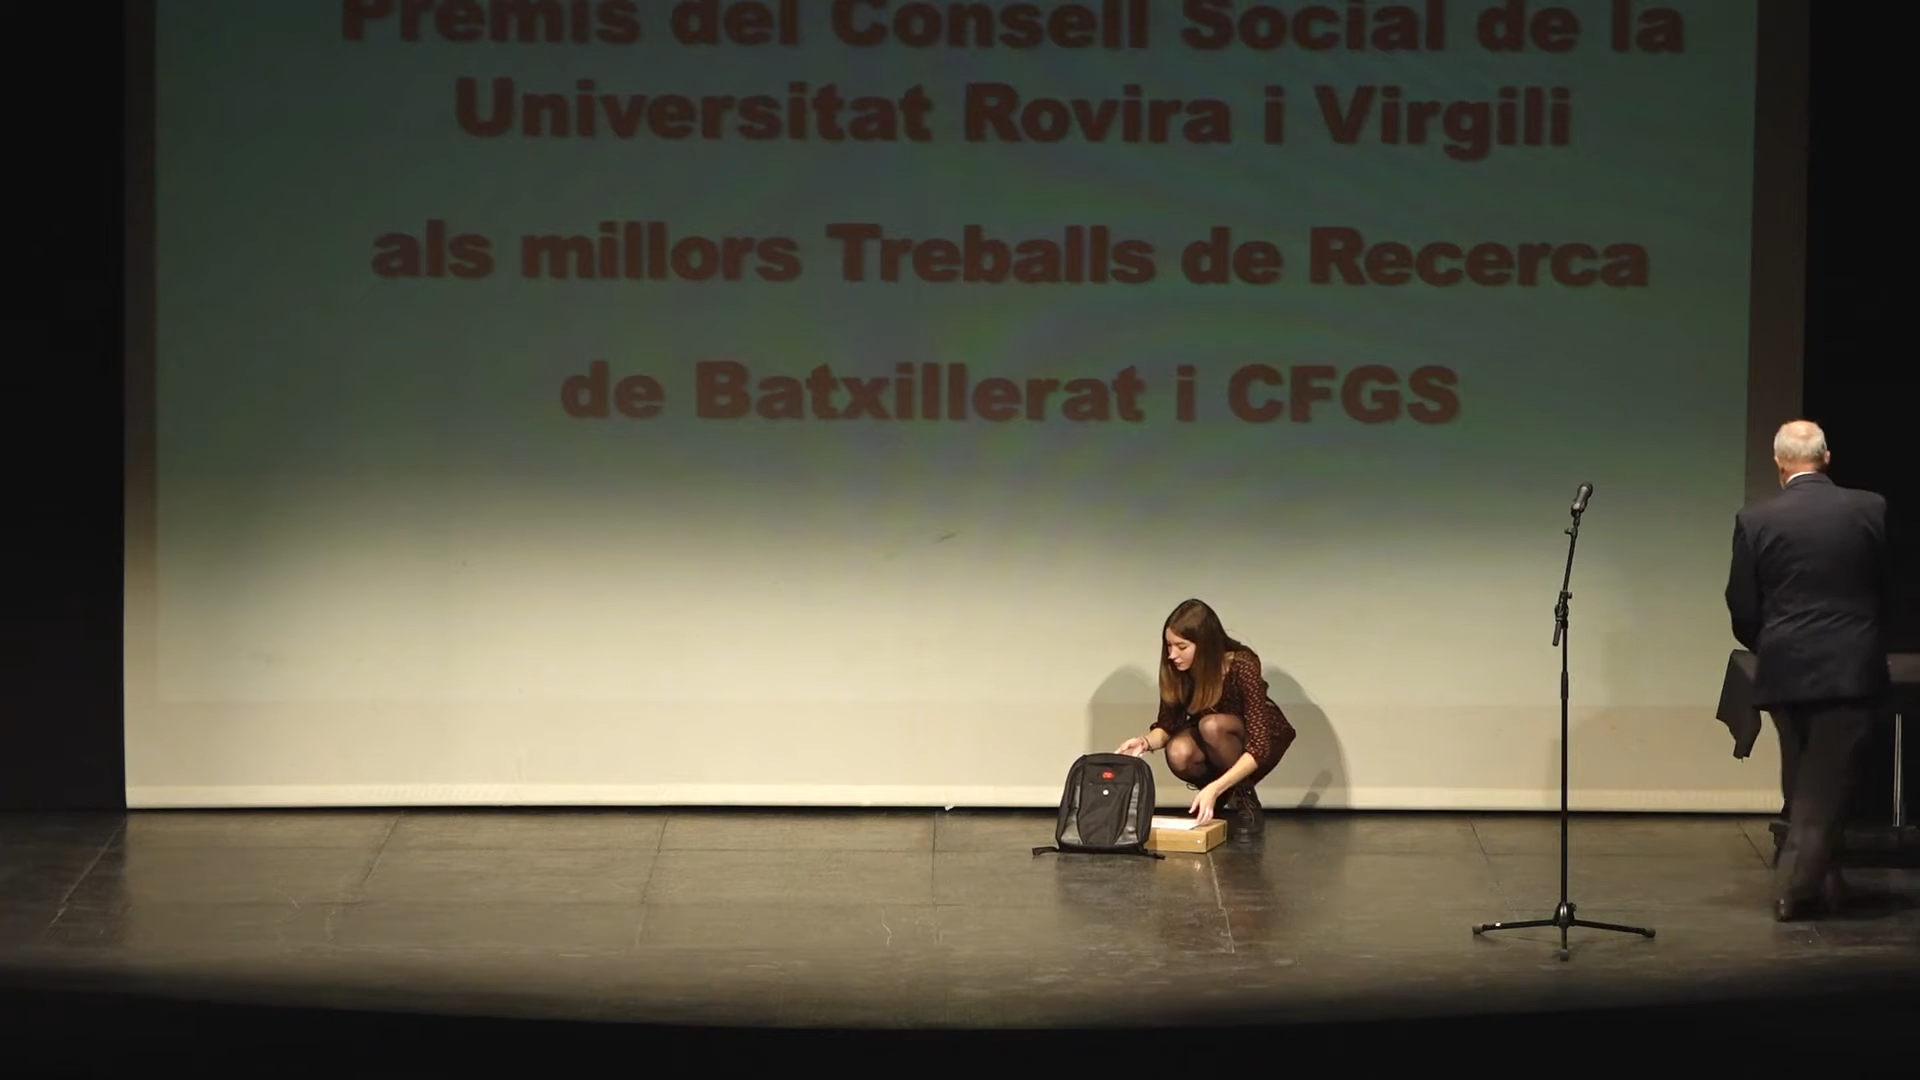 Premis del Consell Social de la
Universitat Rovira i Virgili
als millors Treballs de Recerca
de Batxillerat i CFGS